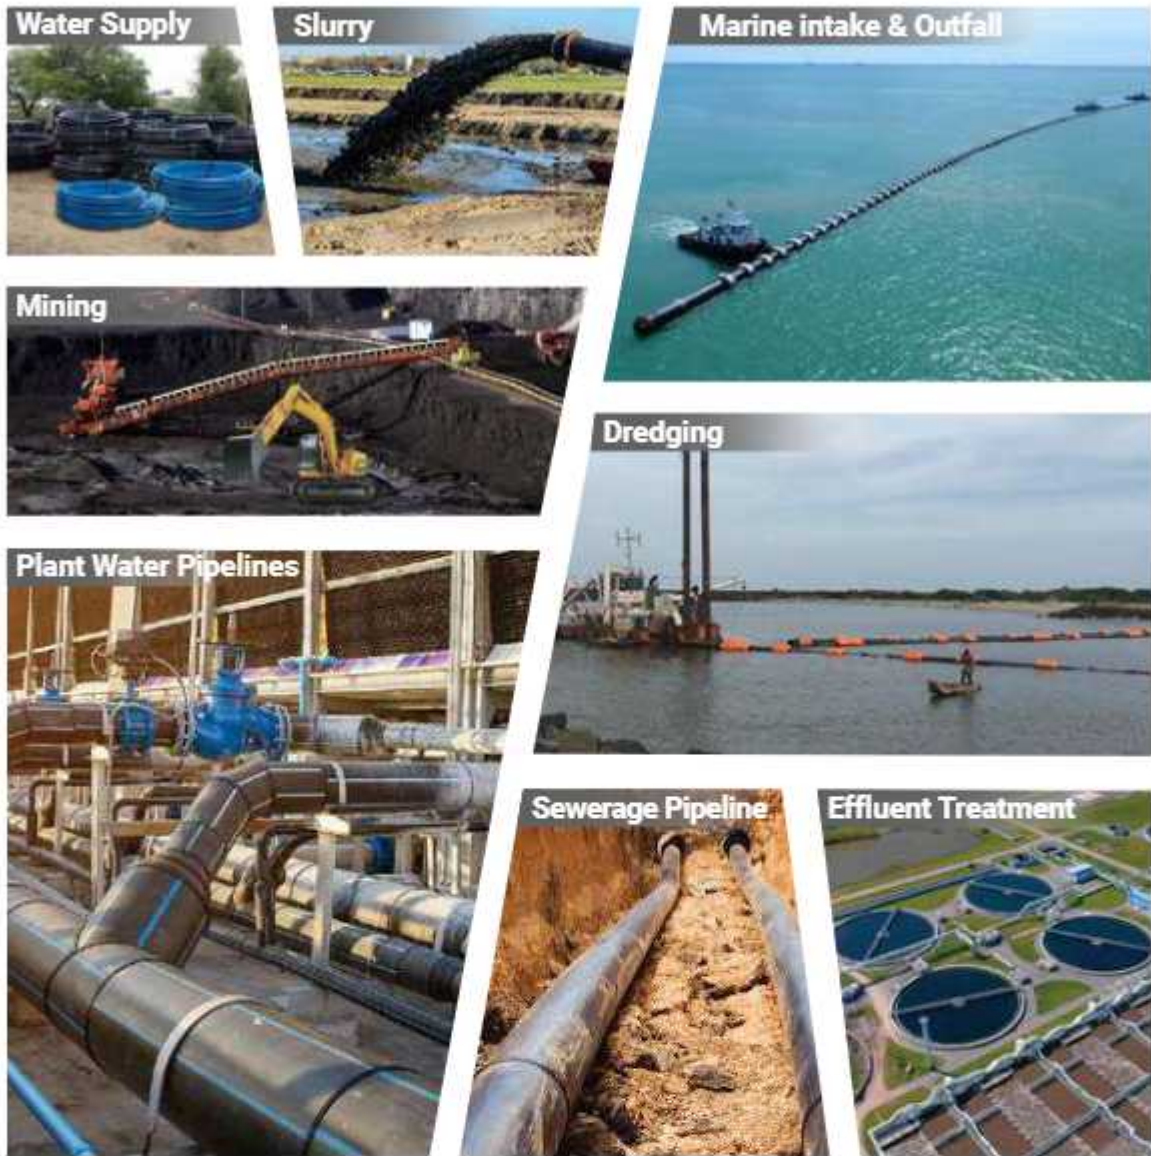 Water Supply
Slurry
Marine intake & Outfall
Mining
Dredging
Plant Water Pipelines
Sewerage Pipeline
Effluent Treatment